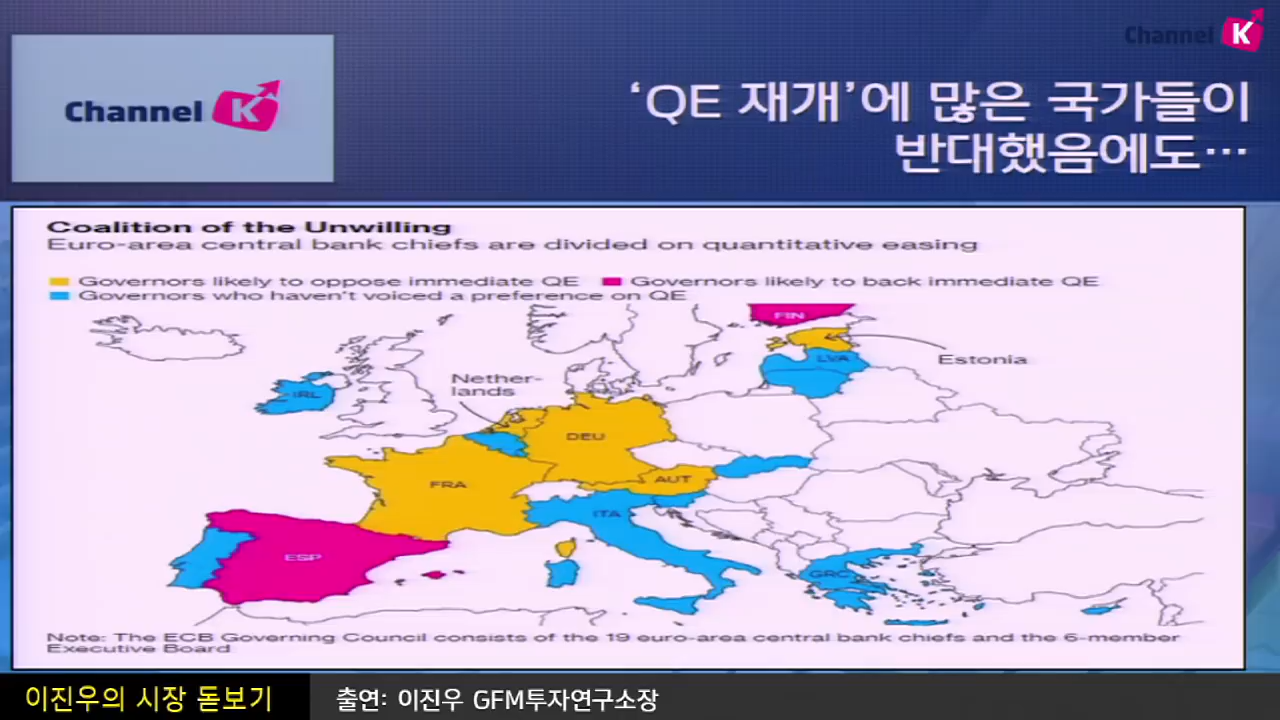 Channel K
Channel K
‘QE 재개’에 많은 국가들이
반대했음에도…
Coalition of the Unwilling
Euro-area central bank chiefs are divided on quantitative easing
Governors likely to oppose immediate QE
Governors likely to back immediate QE
Governors who haven't voiced a preference on QE
FIN
LVA
Estonia
Nether-
lands
IRL
DEU
AUT
FRA
ITA
ESP
GRC
Note: The ECB Governing Council consists of the 19 euro-area central bank chiefs and the 6-member
Executive Board
이진우의 시장 돋보기
출연: 이진우 GFM투자연구소장